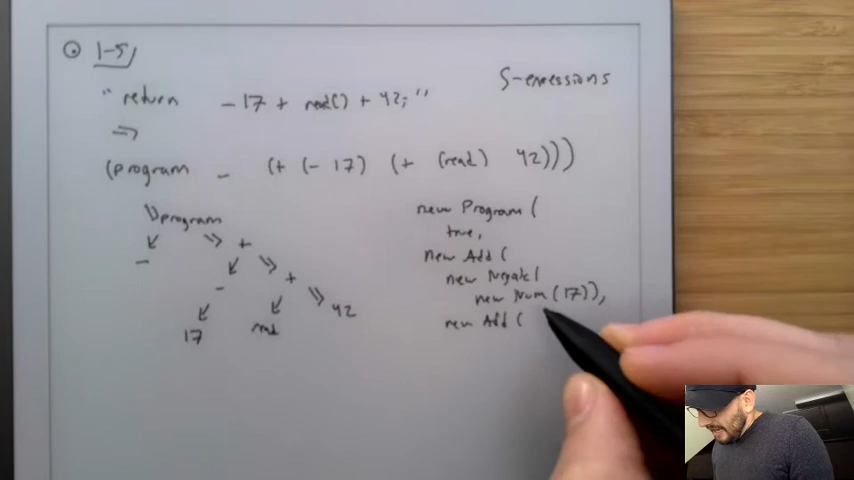 1-5
S-expressions
" return -17 + read() + 42; "
=>
(program _ (+ (- 17) (+ (read) 42)))
program
_ +
- +
17 read 42
new Program (
true,
new Add (
new Negate (
new Num (17)),
new Add (